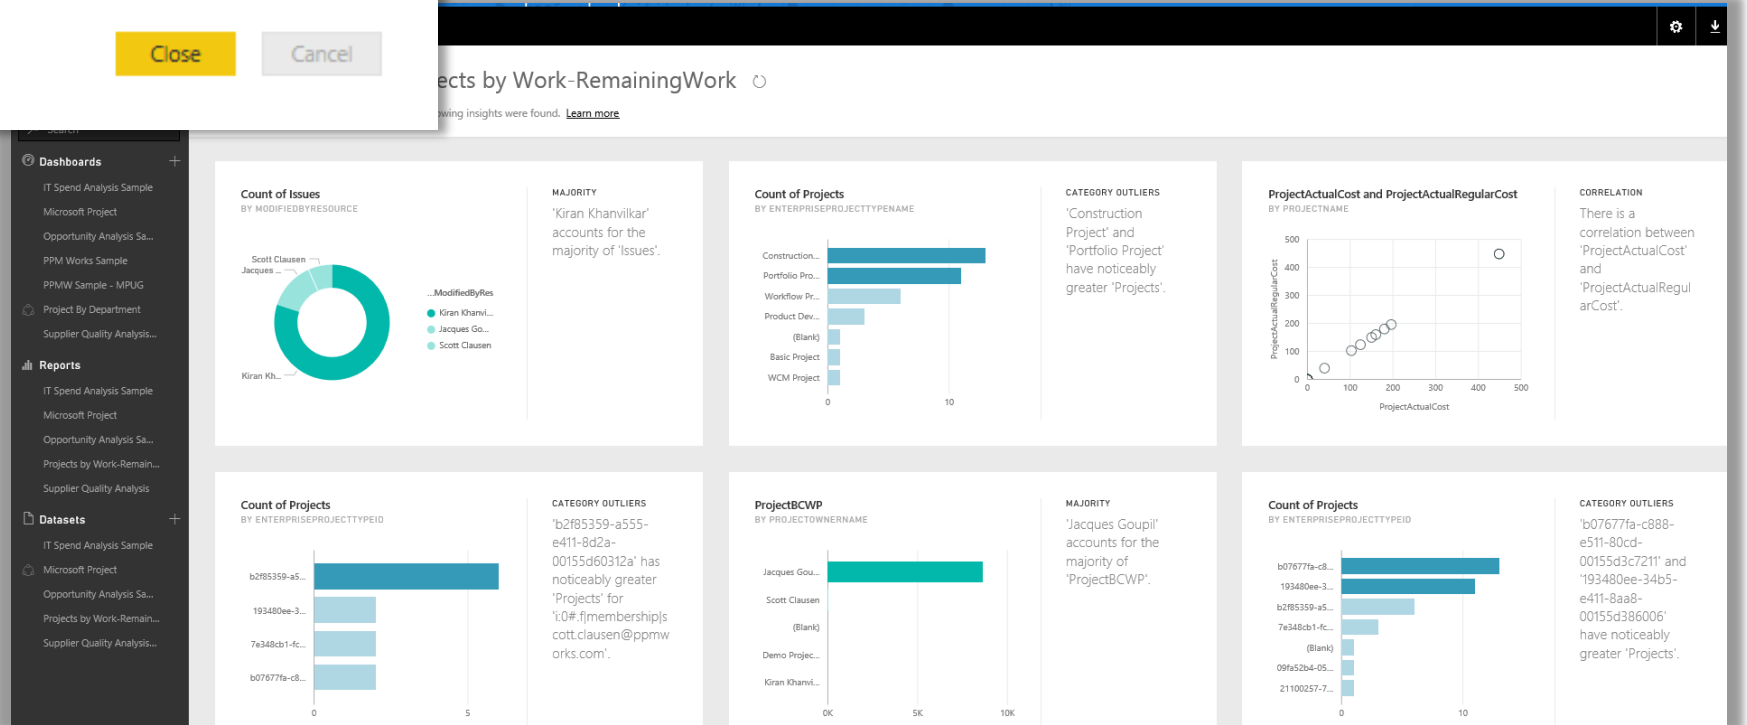 Close
Cancel
ects by Work-RemainingWork
owing insights were found. Learn more
Search
Dashboards
IT Spend Analysis Sample
Microsoft Project
Opportunity Analysis Sa...
PPM Works Sample
PPMW Sample - MPUG
Project By Department
Supplier Quality Analysis...
Reports
IT Spend Analysis Sample
Microsoft Project
Opportunity Analysis Sa...
Projects by Work-Remain...
Supplier Quality Analysis
Datasets
IT Spend Analysis Sample
Microsoft Project
Opportunity Analysis Sa...
Projects by Work-Remain...
Supplier Quality Analysis...
Count of Issues
BY MODIFIEDBYRESOURCE
Scott Clausen
Jacques ...
Kiran Kh...
...ModifiedByRes
Kiran Khanvi...
Jacques Go...
Scott Clausen
MAJORITY
'Kiran Khanvilkar'
accounts for the
majority of 'Issues'.
Count of Projects
BY ENTERPRISEPROJECTTYPENAME
Construction...
Portfolio Pro...
Workflow Pr...
Product Dev...
(Blank)
Basic Project
WCM Project
0 10
CATEGORY OUTLIERS
'Construction
Project' and
'Portfolio Project'
have noticeably
greater 'Projects'.
ProjectActualCost and ProjectActualRegularCost
BY PROJECTNAME
ProjectActualRegularCost
500
400
300
200
100
0
0 100 200 300 400 500
ProjectActualCost
CORRELATION
There is a
correlation between
'ProjectActualCost'
and
'ProjectActualRegul
arCost'.
Count of Projects
BY ENTERPRISEPROJECTTYPEID
b2f85359-a5...
193480ee-3...
7e348cb1-fc...
b07677fa-c8...
0 5
CATEGORY OUTLIERS
'b2f85359-a555-
e411-8d2a-
00155d60312a' has
noticeably greater
'Projects' for
'i:0#.f|membership|s
cott.clausen@ppmw
orks.com'.
ProjectBCWP
BY PROJECTOWNERNAME
Jacques Gou...
Scott Clausen
(Blank)
Demo Projec...
Kiran Khanvi...
0K 5K 10K
MAJORITY
'Jacques Goupil'
accounts for the
majority of
'ProjectBCWP'.
Count of Projects
BY ENTERPRISEPROJECTTYPEID
b07677fa-c8...
193480ee-3...
b2f85359-a5...
7e348cb1-fc...
(Blank)
09fa52b4-05...
21100257-7...
0 10
CATEGORY OUTLIERS
'b07677fa-c888-
e511-80cd-
00155d3c7211' and
'193480ee-34b5-
e411-8aa8-
00155d386006'
have noticeably
greater 'Projects'.